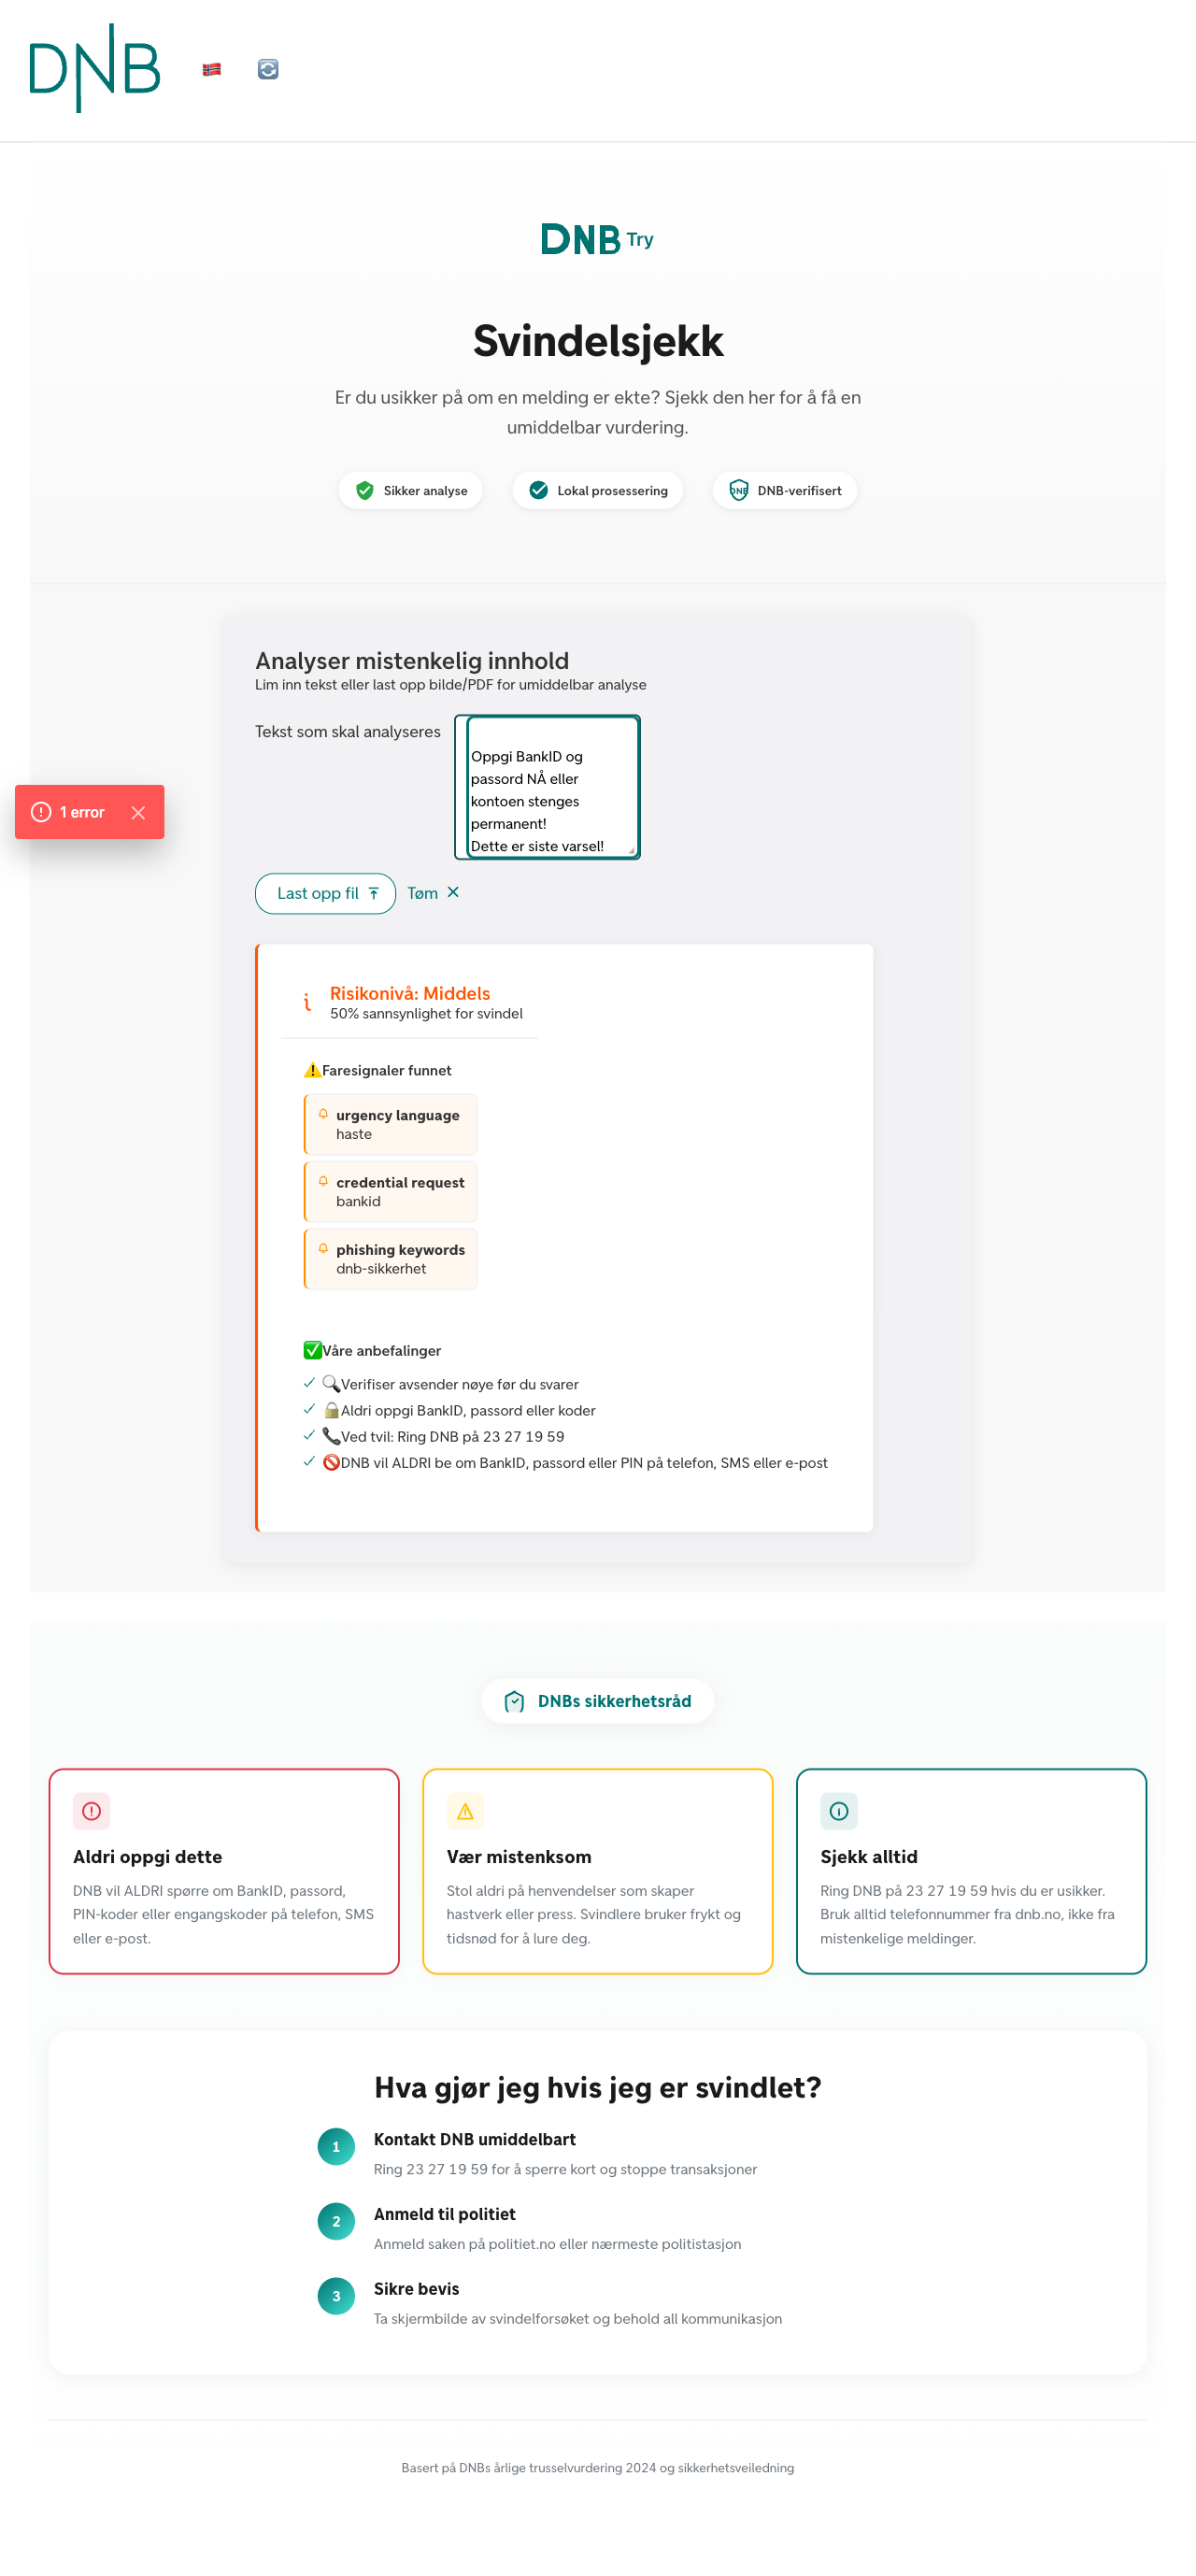 DNB
DNB Try
Svindelsjekk
Er du usikker på om en melding er ekte? Sjekk den her for å få en
umiddelbar vurdering.
Sikker analyse
Lokal prosessering
DNB
DNB-verifisert
Analyser mistenkelig innhold
Lim inn tekst eller last opp bilde/PDF for umiddelbar analyse
Tekst som skal analyseres
Oppgi BankID og
passord NÅ eller
kontoen stenges
permanent!
Dette er siste varsel!
1 error
Last opp fil
Tøm
Risikonivå: Middels
50% sannsynlighet for svindel
Faresignaler funnet
urgency language
haste
credential request
bankid
phishing keywords
dnb-sikkerhet
Våre anbefalinger
Verifiser avsender nøye før du svarer
Aldri oppgi BankID, passord eller koder
Ved tvil: Ring DNB på 23 27 19 59
DNB vil ALDRI be om BankID, passord eller PIN på telefon, SMS eller e-post
DNBs sikkerhetsråd
Aldri oppgi dette
DNB vil ALDRI spørre om BankID, passord,
PIN-koder eller engangskoder på telefon, SMS
eller e-post.
Vær mistenksom
Stol aldri på henvendelser som skaper
hastverk eller press. Svindlere bruker frykt og
tidsnød for å lure deg.
Sjekk alltid
Ring DNB på 23 27 19 59 hvis du er usikker.
Bruk alltid telefonnummer fra dnb.no, ikke fra
mistenkelige meldinger.
Hva gjør jeg hvis jeg er svindlet?
1
Kontakt DNB umiddelbart
Ring 23 27 19 59 for å sperre kort og stoppe transaksjoner
2
Anmeld til politiet
Anmeld saken på politiet.no eller nærmeste politistasjon
3
Sikre bevis
Ta skjermbilde av svindelforsøket og behold all kommunikasjon
Basert på DNBs årlige trusselvurdering 2024 og sikkerhetsveiledning